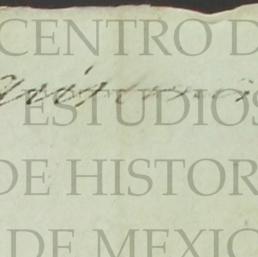 CENTRO D
ESTUDIOS
DE HISTOR
DE MEXIC